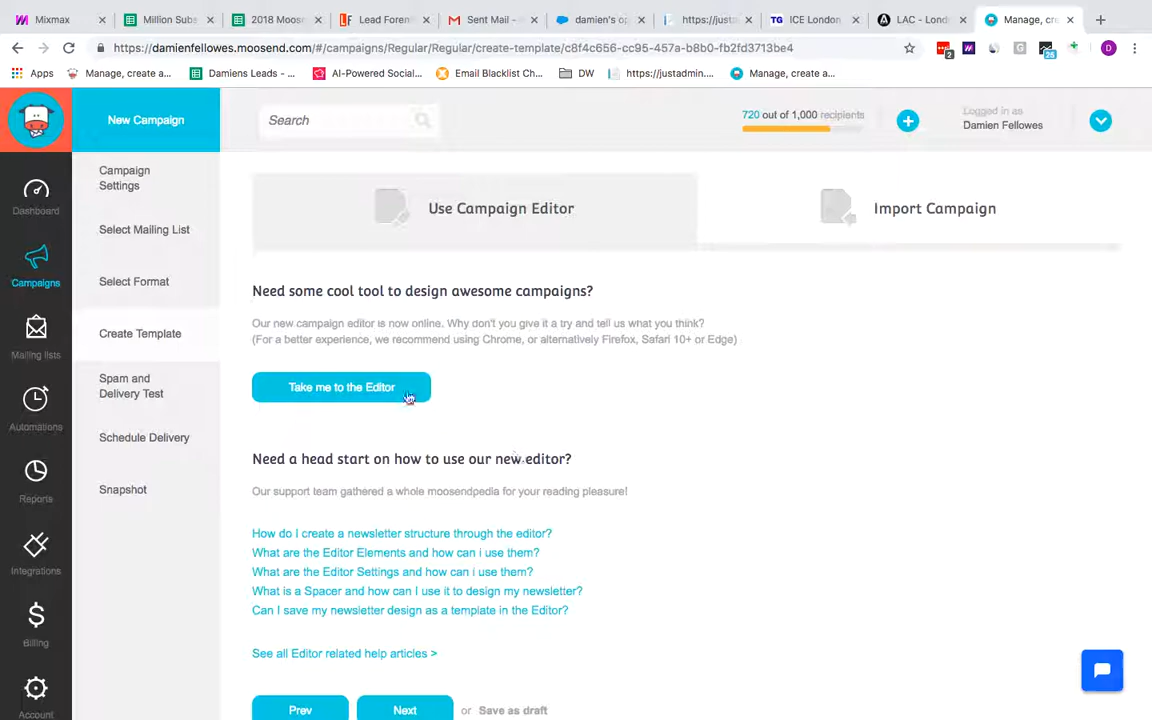 Mixmax
Million Subs
2018 Moose
Lead Foren
Sent Mail -
damien's op
https://justa
ICE London
LAC - Lond
Manage, cre
https://damienfellowes.moosend.com/#/campaigns/Regular/Regular/create-template/c8f4c656-cc95-457a-b8b0-fb2fd3713be4
2
25
D
Apps
Manage, create a...
Damiens Leads - ...
AI-Powered Social...
Email Blacklist Ch...
DW
https://justadmin....
Manage, create a...
New Campaign
Search
720 out of 1,000 recipients
Logged in as
Damien Fellowes
Dashboard
Campaigns
Mailing lists
Automations
Reports
Integrations
Billing
Account
Campaign
Settings
Select Mailing List
Select Format
Create Template
Spam and
Delivery Test
Schedule Delivery
Snapshot
Use Campaign Editor
Import Campaign
Need some cool tool to design awesome campaigns?
Our new campaign editor is now online. Why don't you give it a try and tell us what you think?
(For a better experience, we recommend using Chrome, or alternatively Firefox, Safari 10+ or Edge)
Take me to the Editor
Need a head start on how to use our new editor?
Our support team gathered a whole moosendpedia for your reading pleasure!
How do I create a newsletter structure through the editor?
What are the Editor Elements and how can i use them?
What are the Editor Settings and how can i use them?
What is a Spacer and how can I use it to design my newsletter?
Can I save my newsletter design as a template in the Editor?
See all Editor related help articles >
Prev
Next
or
Save as draft